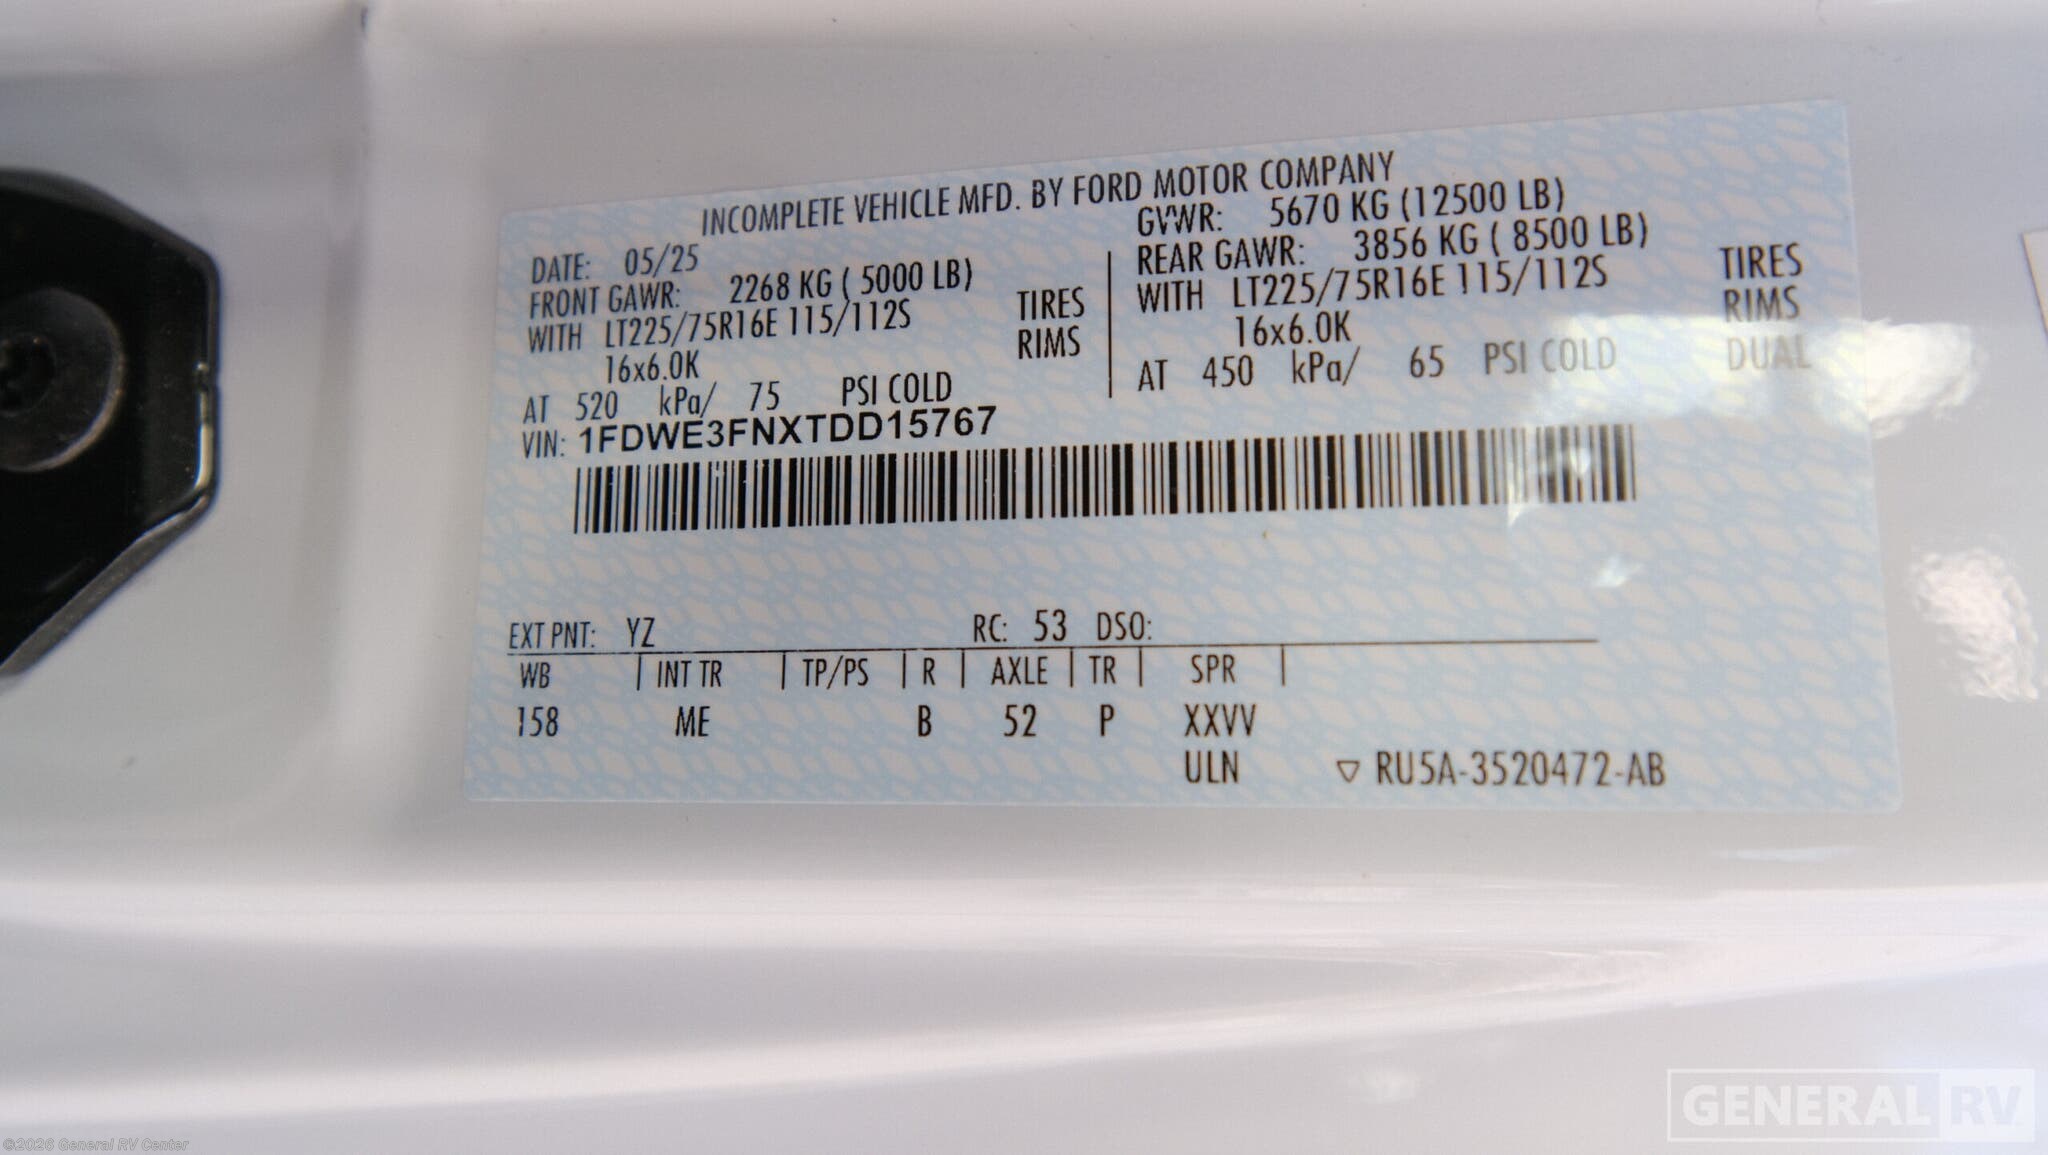 INCOMPLETE VEHICLE MFD. BY FORD MOTOR COMPANY
DATE: 05/25 GVWR: 5670 KG (12500 LB)
FRONT GAWR: 2268 KG ( 5000 LB) REAR GAWR: 3856 KG ( 8500 LB)
WITH LT225/75R16E 115/112S TIRES WITH LT225/75R16E 115/112S TIRES
16x6.0K RIMS 16x6.0K RIMS
AT 520 kPa/ 75 PSI COLD AT 450 kPa/ 65 PSI COLD DUAL
VIN: 1FDWE3FNXTDD15767
EXT PNT: YZ RC: 53 DSO:
WB INT TR TP/PS R AXLE TR SPR
158 ME B 52 P XXVV
ULN ▽ RU5A-3520472-AB
GENERAL RV
©2026 General RV Center